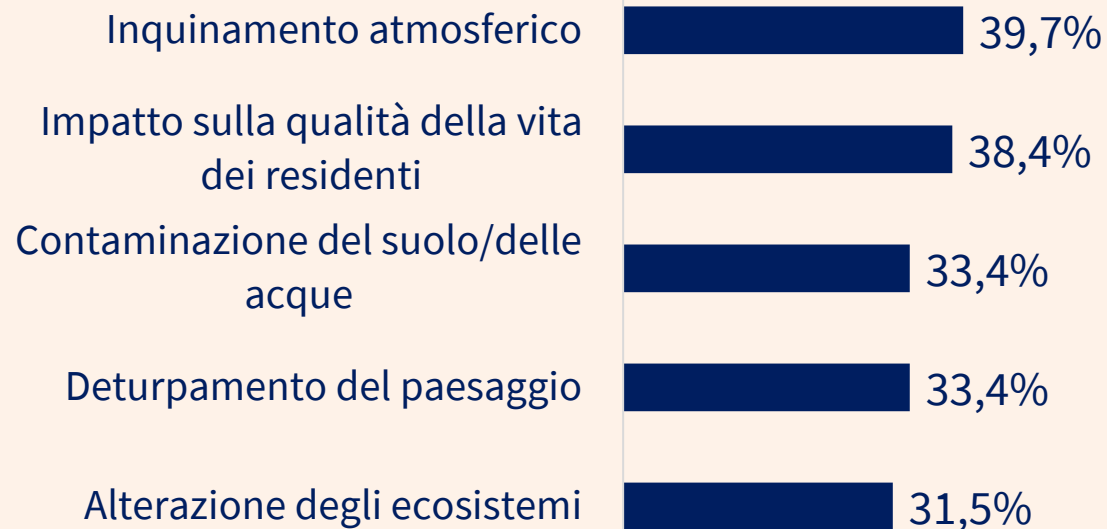 Inquinamento atmosferico 39,7%
Impatto sulla qualità della vita
dei residenti 38,4%
Contaminazione del suolo/delle
acque 33,4%
Deturpamento del paesaggio 33,4%
Alterazione degli ecosistemi 31,5%